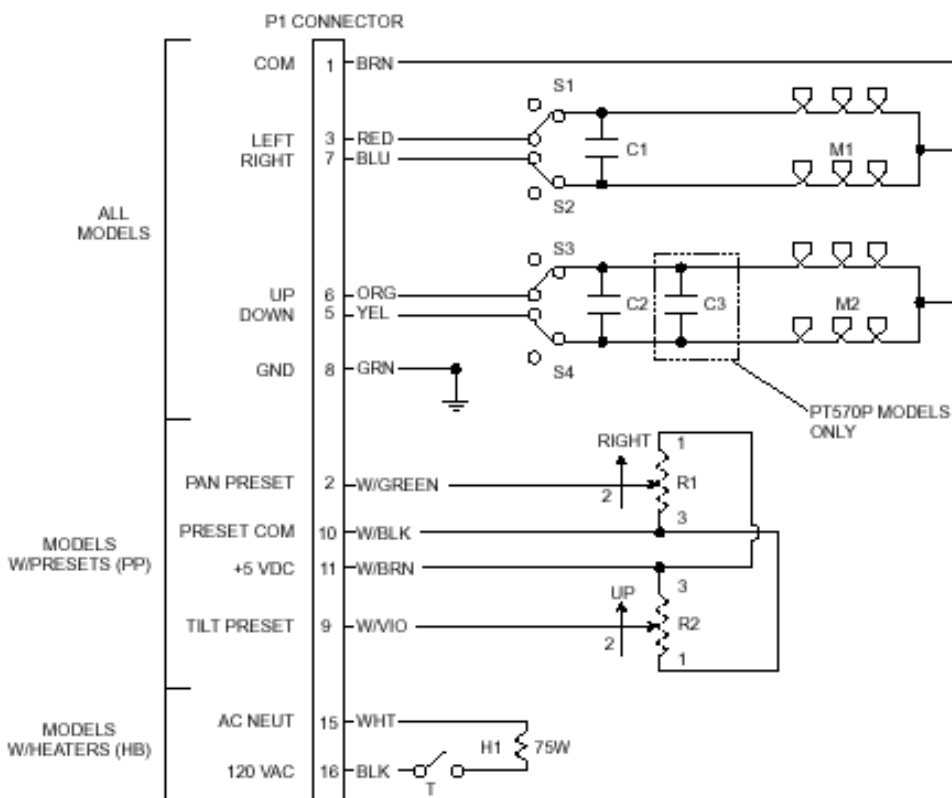 P1 CONNECTOR
COM 1 BRN
S1
LEFT 3 RED
C1 M1
RIGHT 7 BLU
S2
ALL
MODELS
S3
UP 6 ORG
C2 C3 M2
DOWN 5 YEL
S4
GND 8 GRN
PT570P MODELS
ONLY
RIGHT 1
PAN PRESET 2 W/GREEN 2 R1
3
PRESET COM 10 W/BLK
MODELS
W/PRESETS (PP)
+5 VDC 11 W/BRN
UP 3
TILT PRESET 9 W/VIO 2 R2
1
AC NEUT 15 WHT
MODELS
W/HEATERS (HB)
H1 75W
120 VAC 16 BLK
T